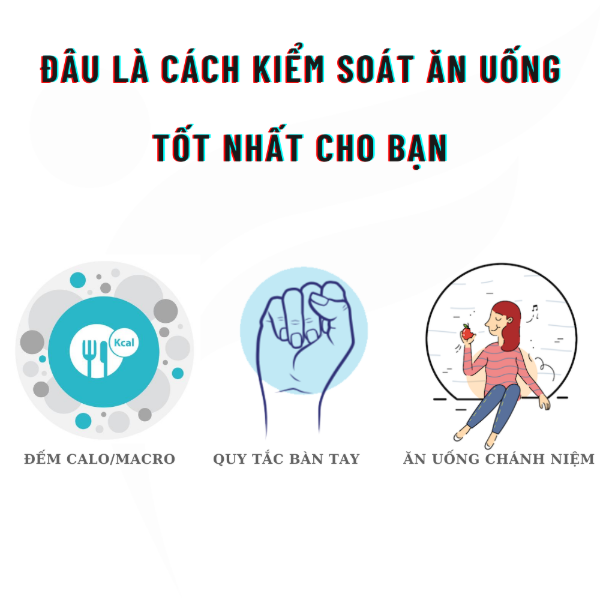 ĐÂU LÀ CÁCH KIỂM SOÁT ĂN UỐNG
TỐT NHẤT CHO BẠN
Kcal
ĐẾM CALO/MACRO
QUY TẮC BÀN TAY
ĂN UỐNG CHÁNH NIỆM